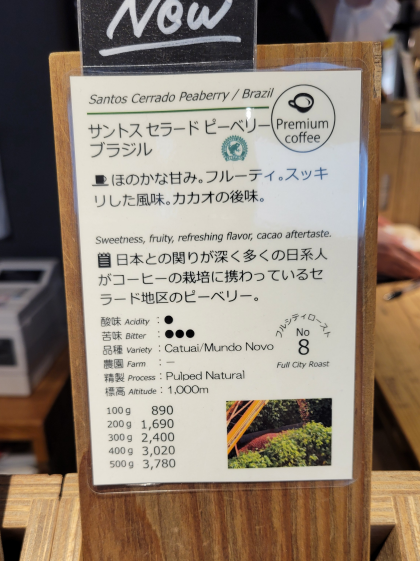 New
Santos Cerrado Peaberry / Brazil
サントス セラード ピーベリー
ブラジル
Premium
coffee
ほのかな甘み。フルーティ。スッキ
リした風味。カカオの後味。
Sweetness, fruity, refreshing flavor, cacao aftertaste.
日本との関りが深く多くの日系人
がコーヒーの栽培に携わっているセ
ラード地区のピーベリー。
酸味 Acidity : ●
苦味 Bitter : ●●●
品種 Variety : Catuai/Mundo Novo
農園 Farm : －
精製 Process : Pulped Natural
標高 Altitude : 1,000m
フルシティロースト
No
8
Full City Roast
100g 890
200g 1,690
300g 2,400
400g 3,020
500g 3,780